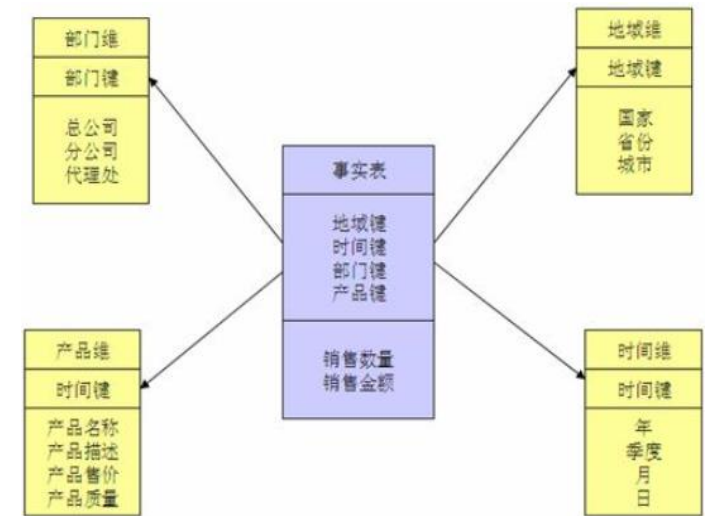 部门维
部门键
总公司
分公司
代理处
地域维
地域键
国家
省份
城市
事实表
地域键
时间键
部门键
产品键
销售数量
销售金额
产品维
时间键
产品名称
产品描述
产品售价
产品质量
时间维
时间键
年
季度
月
日